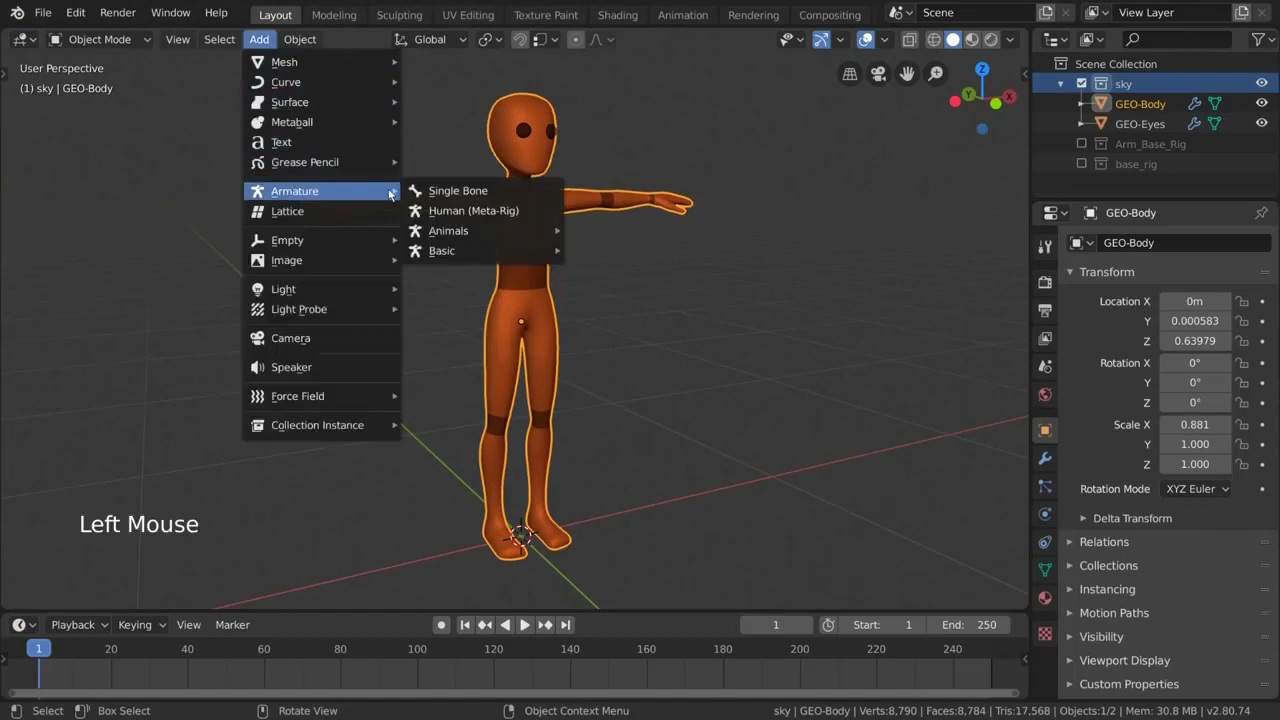 File Edit Render Window Help Layout Modeling Sculpting UV Editing Texture Paint Shading Animation Rendering Compositing Scene View Layer
Object Mode View Select Add Object Global
User Perspective
(1) sky | GEO-Body
Mesh
Curve
Surface
Metaball
Text
Grease Pencil
Armature
Lattice
Empty
Image
Light
Light Probe
Camera
Speaker
Force Field
Collection Instance
Single Bone
Human (Meta-Rig)
Animals
Basic
Z
Y
X
Left Mouse
Scene Collection
sky
GEO-Body
GEO-Eyes
Arm_Base_Rig
base_rig
GEO-Body
GEO-Body
Transform
Location X 0m
Y 0.000583
Z 0.63979
Rotation X 0°
Y 0°
Z 0°
Scale X 0.881
Y 1.000
Z 1.000
Rotation Mode XYZ Euler
Delta Transform
Relations
Collections
Instancing
Motion Paths
Visibility
Viewport Display
Custom Properties
Playback Keying View Marker 1 Start: 1 End: 250
1 20 40 60 80 100 120 140 160 180 200 220 240
Select Box Select Rotate View Object Context Menu sky | GEO-Body | Verts:8,790 | Faces:8,784 | Tris:17,568 | Objects:1/2 | Mem: 30.8 MB | v2.80.74